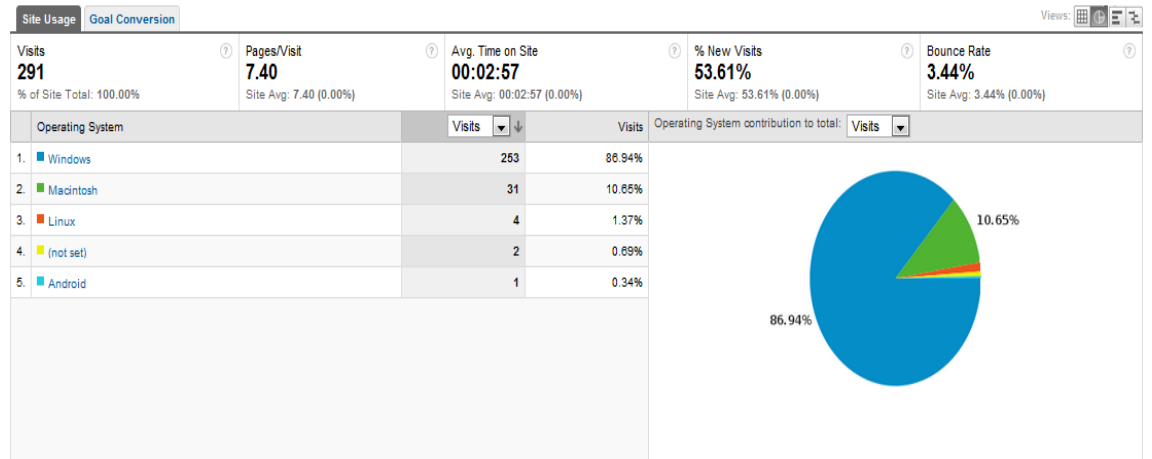 Site Usage Goal Conversion Views:
Visits ? Pages/Visit ? Avg. Time on Site ? % New Visits ? Bounce Rate ?
291 7.40 00:02:57 53.61% 3.44%
% of Site Total: 100.00% Site Avg: 7.40 (0.00%) Site Avg: 00:02:57 (0.00%) Site Avg: 53.61% (0.00%) Site Avg: 3.44% (0.00%)
Operating System Visits Visits Operating System contribution to total: Visits
1. Windows 253 86.94%
2. Macintosh 31 10.65%
3. Linux 4 1.37%
4. (not set) 2 0.69%
5. Android 1 0.34%
10.65%
86.94%